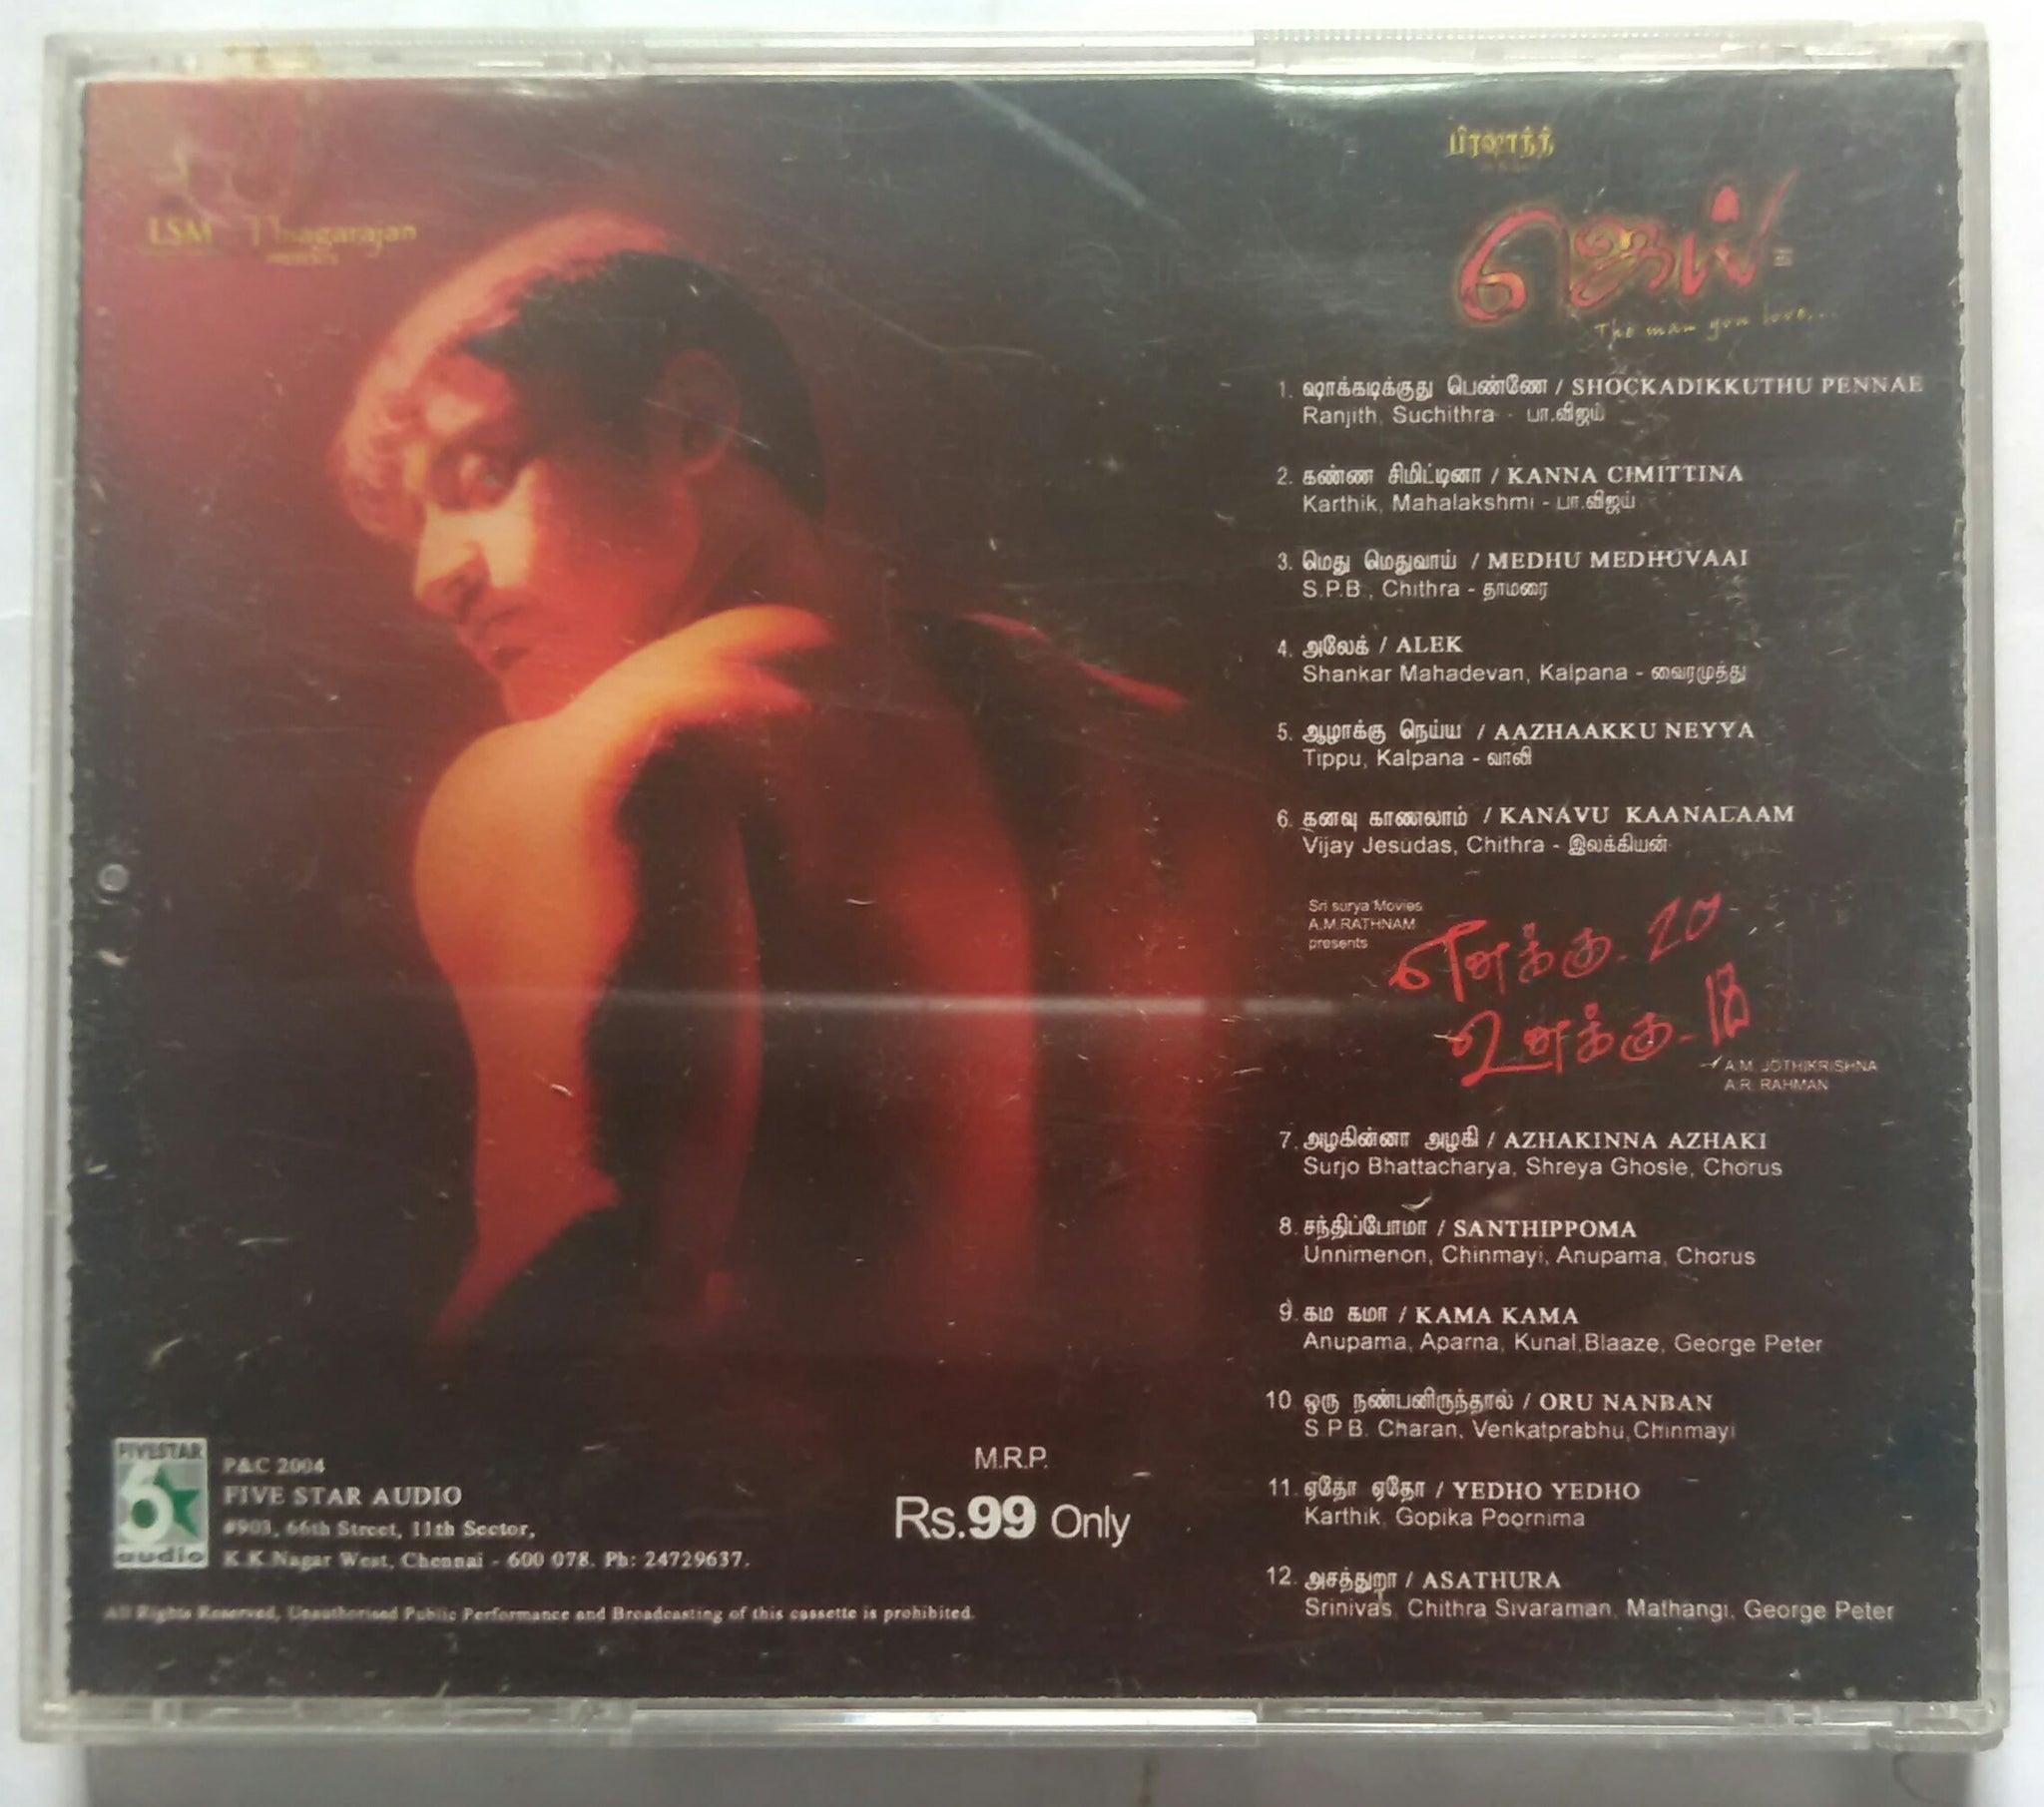 LSM Thiagarajan
presents
பிரஷாந்த்
ஜெய்
The man you love...
1. ஷாக்கடிக்குது பெண்ணே / SHOCKADIKKUTHU PENNAE
Ranjith, Suchithra - பா.விஜய்
2. கண்ண சிமிட்டினா / KANNA CIMITTINA
Karthik, Mahalakshmi - பா.விஜய்
3. மெது மெதுவாய் / MEDHU MEDHUVAAI
S.P.B., Chithra - தாமரை
4. அலேக் / ALEK
Shankar Mahadevan, Kalpana - வைரமுத்து
5. ஆழாக்கு நெய்ய / AAZHAAKKU NEYYA
Tippu, Kalpana - வாலி
6. கனவு காணலாம் / KANAVU KAANALAAM
Vijay Jesudas, Chithra - இலக்கியன்
Sri surya Movies
A.M.RATHNAM
presents
எனக்கு - 20
உனக்கு - 18
A.M. JOTHIKRISHNA
A.R. RAHMAN
7. அழகின்னா அழகி / AZHAKINNA AZHAKI
Surjo Bhattacharya, Shreya Ghosle, Chorus
8. சந்திப்போமா / SANTHIPPOMA
Unnimenon, Chinmayi, Anupama, Chorus
9. கம கமா / KAMA KAMA
Anupama, Aparna, Kunal,Blaaze, George Peter
10 ஒரு நண்பனிருந்தால் / ORU NANBAN
S.P.B. Charan, Venkatprabhu,Chinmayi
11. ஏதோ ஏதோ / YEDHO YEDHO
Karthik, Gopika Poornima
12. அசத்துறா / ASATHURA
Srinivas, Chithra Sivaraman, Mathangi, George Peter
M.R.P.
Rs.99 Only
FIVESTAR
audio
P&C 2004
FIVE STAR AUDIO
#903, 66th Street, 11th Sector,
K.K.Nagar West, Chennai - 600 078. Ph: 24729637.
All Rights Reserved, Unauthorised Public Performance and Broadcasting of this cassette is prohibited.